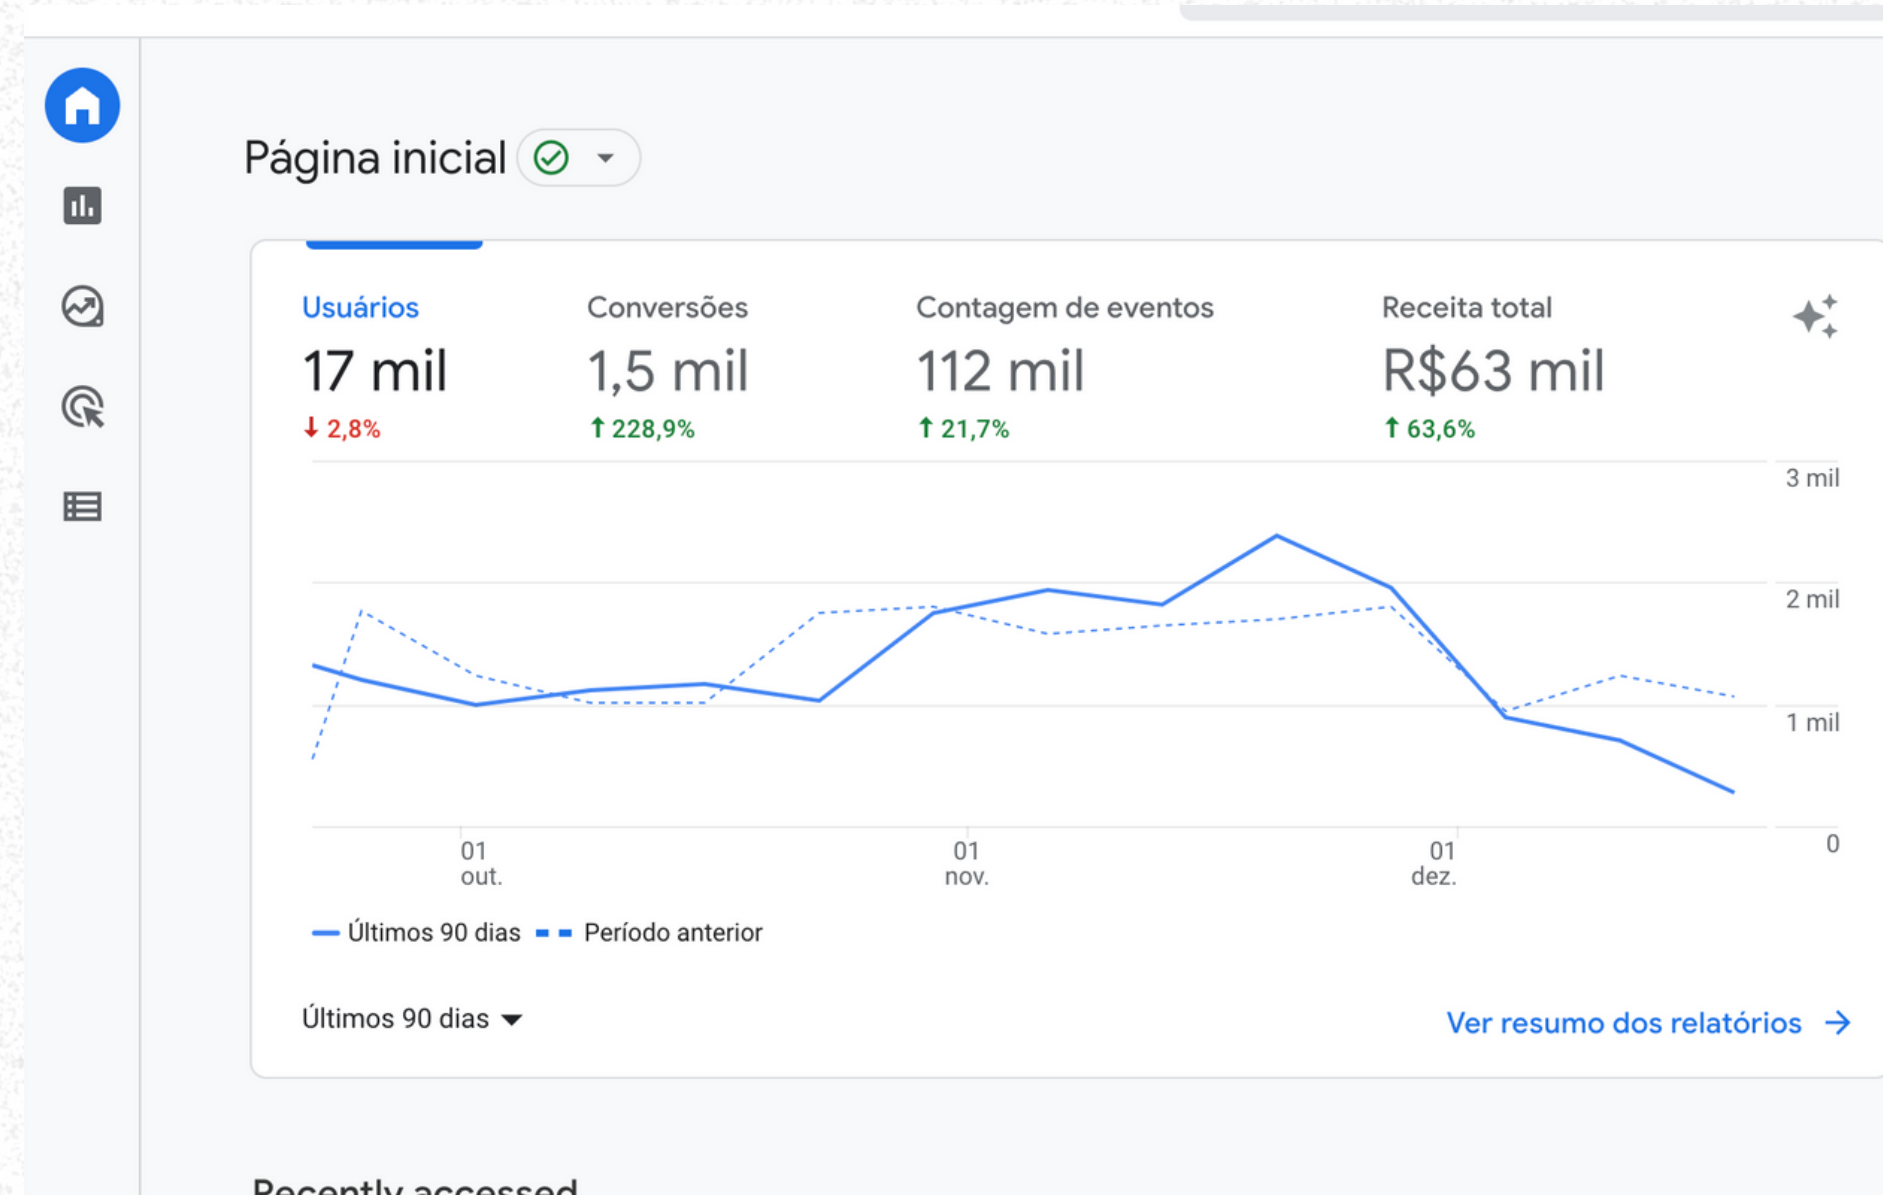 Página inicial
Usuários Conversões Contagem de eventos Receita total
17 mil 1,5 mil 112 mil R$63 mil
↓ 2,8% ↑ 228,9% ↑ 21,7% ↑ 63,6%
3 mil
2 mil
1 mil
0
01 01 01
out. nov. dez.
Últimos 90 dias Período anterior
Últimos 90 dias Ver resumo dos relatórios →
Recently accessed